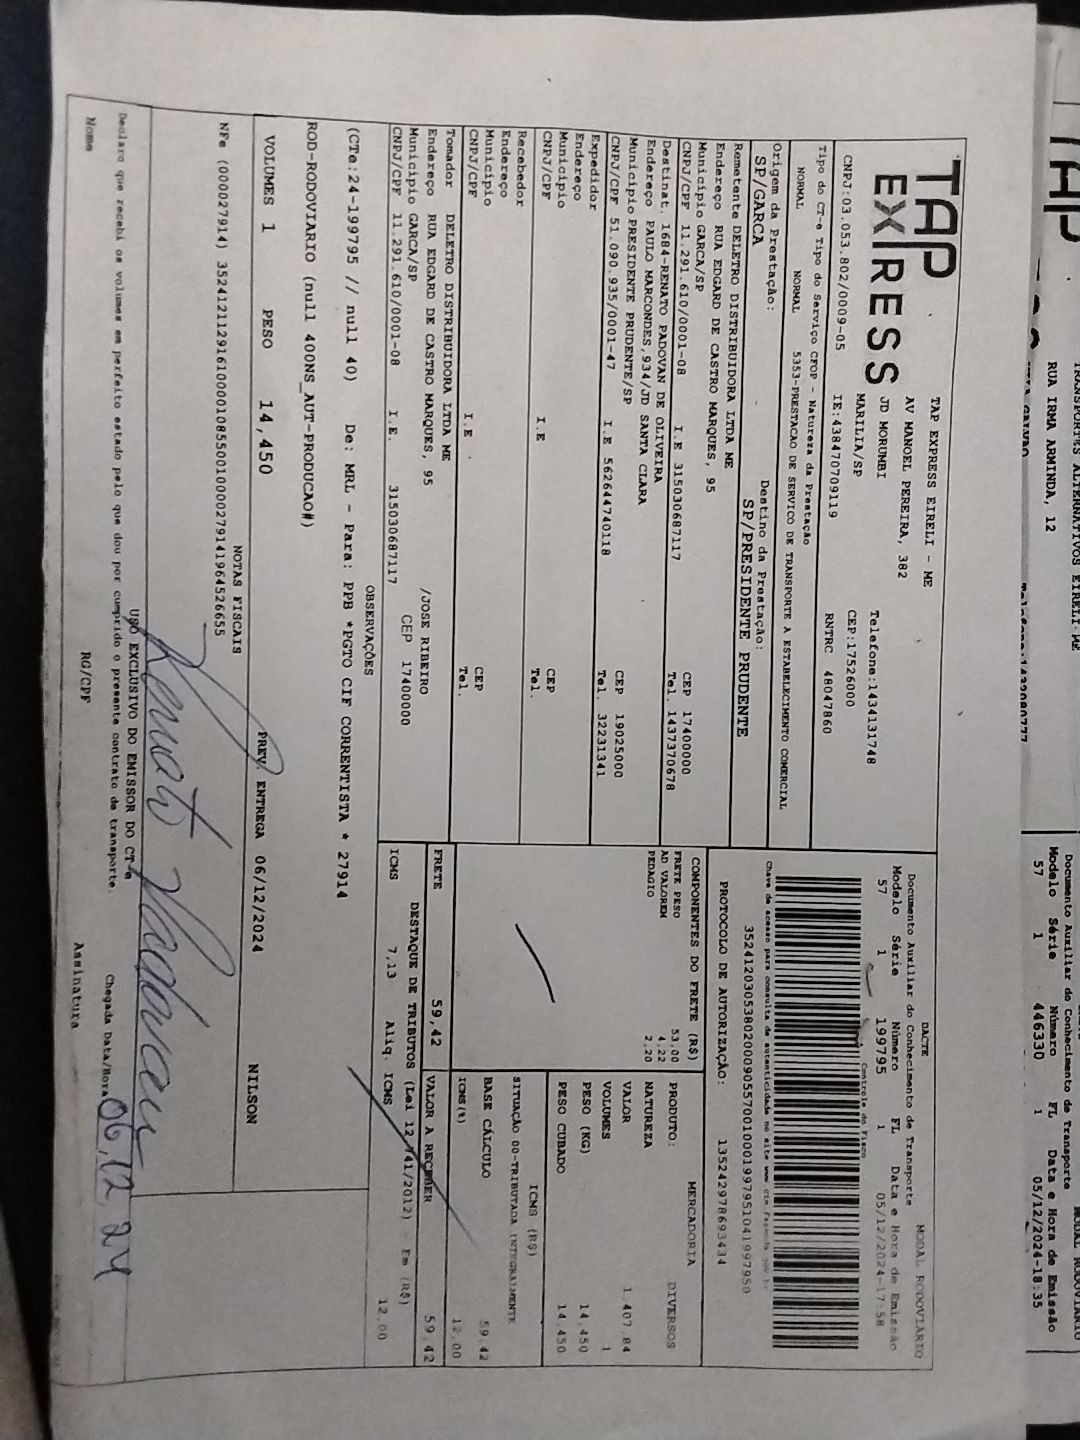 TAP
EXPRESS
TAP EXPRESS EIRELI - ME
AV MANOEL PEREIRA, 382
JD MORUMBI
MARILIA/SP
Telefone:1434131748
CEP:17526000
CNPJ:03.053.802/0009-05 IE:438470709119 RNTRC 48047860
DACTE MODAL RODOVIÁRIO
Documento Auxiliar do Conhecimento de Transporte
Modelo Série Número FL Data e Hora de Emissão
57 1 199795 1 05/12/2024-17:58
Controle do Fisco
Tipo do CT-e Tipo do Serviço CFOP - Natureza da Prestação
NORMAL NORMAL 5353-PRESTACAO DE SERVICO DE TRANSPORTE A ESTABELECIMENTO COMERCIAL
Chave de acesso para consulta de autenticidade no site www
PROTOCOLO DE AUTORIZAÇÃO: 135242978693434
Origem da Prestação: Destino da Prestação:
SP/GARCA SP/PRESIDENTE PRUDENTE
Remetente DELETRO DISTRIBUIDORA LTDA ME
Endereço RUA EDGARD DE CASTRO MARQUES, 95
Município GARCA/SP CEP 17400000
CNPJ/CPF 11.291.610/0001-08 I.E 315030687117 Tel. 1437370678
Destinat. 1684-RENATO PADOVAN DE OLIVEIRA
Endereço PAULO MARCONDES,934/JD SANTA CLARA
Município PRESIDENTE PRUDENTE/SP CEP 19025000
CNPJ/CPF 51.090.935/0001-47 I.E 562644740118 Tel. 32231341
Expedidor
Endereço
Município CEP
CNPJ/CPF I.E Tel.
Recebedor
Endereço
Município CEP
CNPJ/CPF I.E Tel.
Tomador DELETRO DISTRIBUIDORA LTDA ME
Endereço RUA EDGARD DE CASTRO MARQUES, 95 /JOSE RIBEIRO
Município GARCA/SP CEP 17400000
CNPJ/CPF 11.291.610/0001-08 I.E. 315030687117
COMPONENTES DO FRETE (R$)
FRETE PESO 53,00
AD VALOREM 4,22
PEDAGIO 2,20
MERCADORIA
PRODUTO: DIVERSOS
NATUREZA
VALOR 1.407,84
VOLUMES 1
PESO (KG) 14,450
PESO CUBADO 14,450
ICMS (R$)
SITUAÇÃO 00-TRIBUTADA INTEGRALMENTE
BASE CÁLCULO 59,42
ICMS(%) 12,00
FRETE 59,42 VALOR A RECEBER 59,42
DESTAQUE DE TRIBUTOS (Lei 12.741/2012) - Em (R$)
ICMS 7,13 Alíq. ICMS 12,00
OBSERVAÇÕES
(CTe:24-199795 // null 40) De: MRL - Para: PPB *PGTO CIF CORRENTISTA * 27914
ROD-RODOVIARIO (null 400NS_AUT-PRODUCAO#)
VOLUMES 1 PESO 14,450 PREV. ENTREGA 06/12/2024 NILSON
NOTAS FISCAIS
USO EXCLUSIVO DO EMISSOR DO CT-e
Declaro que recebi os volumes em perfeito estado pelo que dou por cumprido o presente contrato de transporte.
Chegada Data/Hora 06,12,24
Nome RG/CPF Assinatura
Renato Padovan
TAP
RUA IRMA ARMINDA, 12
Documento Auxiliar do Conhecimento de Transporte
Modelo Série Número FL Data e Hora de Emissão
57 1 446330 1 05/12/2024-18:35